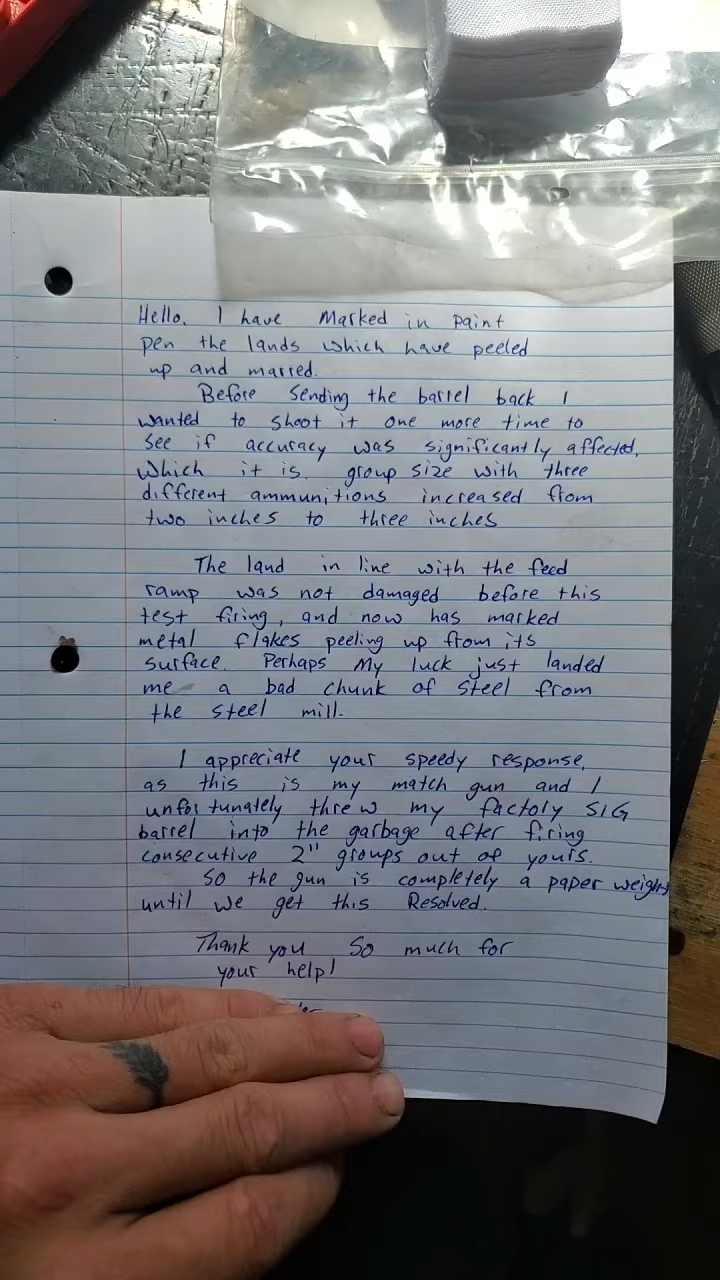 Hello. I have Marked in paint
pen the lands which have peeled
up and marred.
Before sending the barrel back I
wanted to shoot it one more time to
see if accuracy was significantly affected,
which it is. group size with three
different ammunitions increased from
two inches to three inches
The land in line with the feed
ramp was not damaged before this
test firing, and now has marked
metal flakes peeling up from its
surface. Perhaps My luck just landed
me a bad chunk of steel from
the steel mill.
I appreciate your speedy response,
as this is my match gun and I
unfortunately threw my factory SIG
barrel into the garbage after firing
consecutive 2" groups out of yours.
So the gun is completely a paper weight
until we get this Resolved.
Thank you So much for
your help!